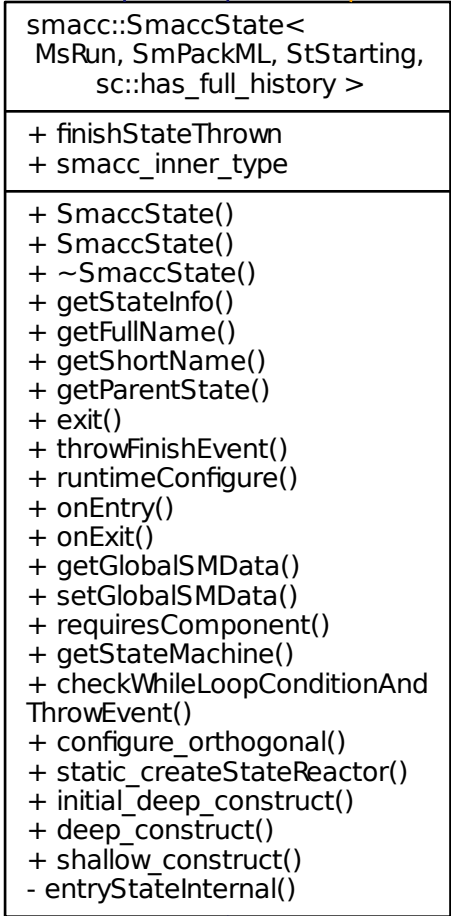 smacc::SmaccState<
MsRun, SmPackML, StStarting,
sc::has_full_history >
+ finishStateThrown
+ smacc_inner_type
+ SmaccState()
+ SmaccState()
+ ~SmaccState()
+ getStateInfo()
+ getFullName()
+ getShortName()
+ getParentState()
+ exit()
+ throwFinishEvent()
+ runtimeConfigure()
+ onEntry()
+ onExit()
+ getGlobalSMData()
+ setGlobalSMData()
+ requiresComponent()
+ getStateMachine()
+ checkWhileLoopConditionAnd
ThrowEvent()
+ configure_orthogonal()
+ static_createStateReactor()
+ initial_deep_construct()
+ deep_construct()
+ shallow_construct()
- entryStateInternal()